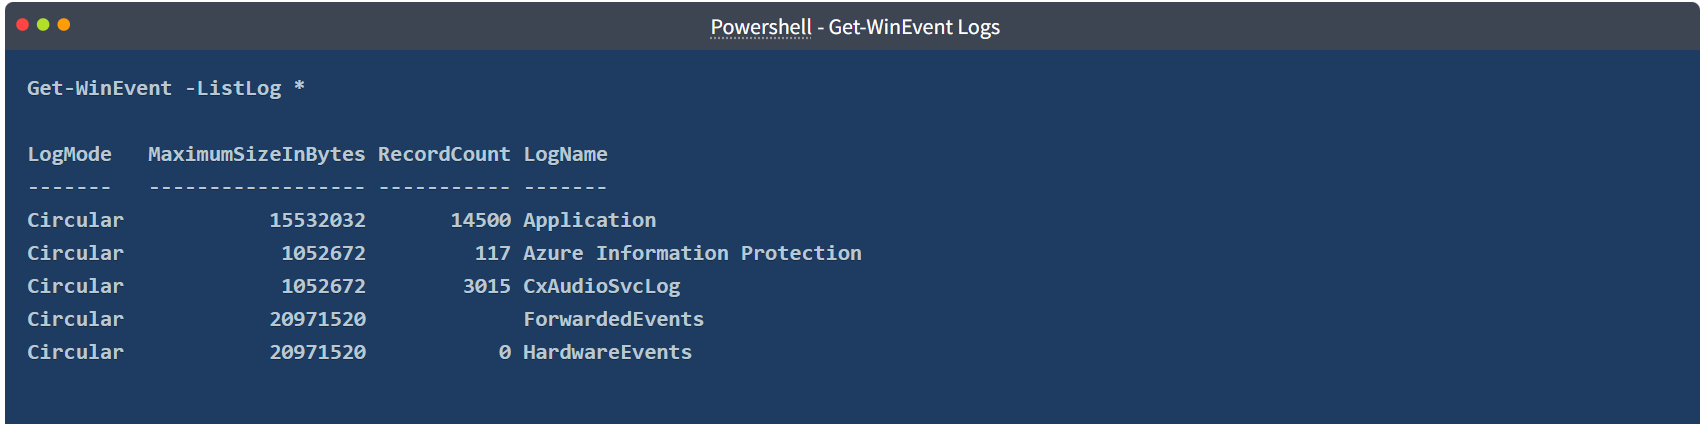 Powershell - Get-WinEvent Logs
Get-WinEvent -ListLog *
LogMode   MaximumSizeInBytes RecordCount LogName
-------   ------------------ ----------- -------
Circular            15532032       14500 Application
Circular             1052672         117 Azure Information Protection
Circular             1052672        3015 CxAudioSvcLog
Circular            20971520             ForwardedEvents
Circular            20971520           0 HardwareEvents